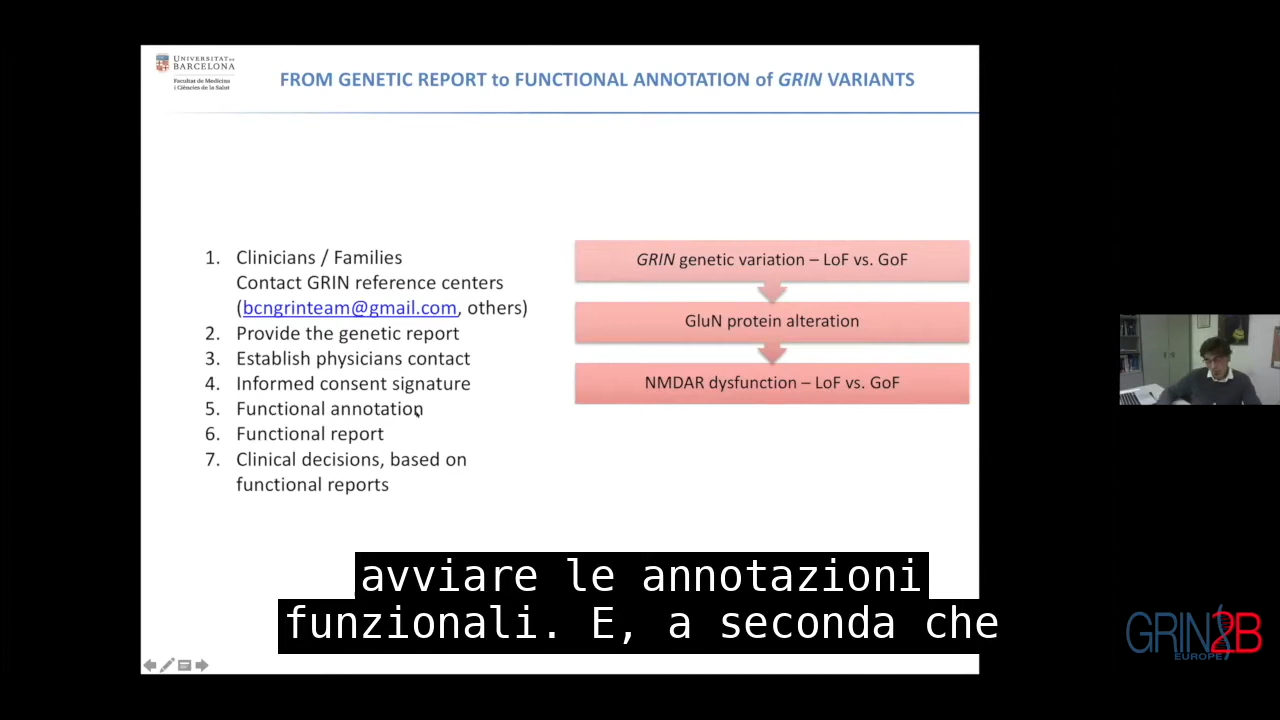 UNIVERSITAT DE
BARCELONA
Facultat de Medicina
i Ciències de la Salut
FROM GENETIC REPORT to FUNCTIONAL ANNOTATION of GRIN VARIANTS
1. Clinicians / Families
Contact GRIN reference centers
(bcngrinteam@gmail.com, others)
2. Provide the genetic report
3. Establish physicians contact
4. Informed consent signature
5. Functional annotation
6. Functional report
7. Clinical decisions, based on
functional reports
GRIN genetic variation – LoF vs. GoF
GluN protein alteration
NMDAR dysfunction – LoF vs. GoF
avviare le annotazioni
funzionali. E, a seconda che
GRIN2B
EUROPE